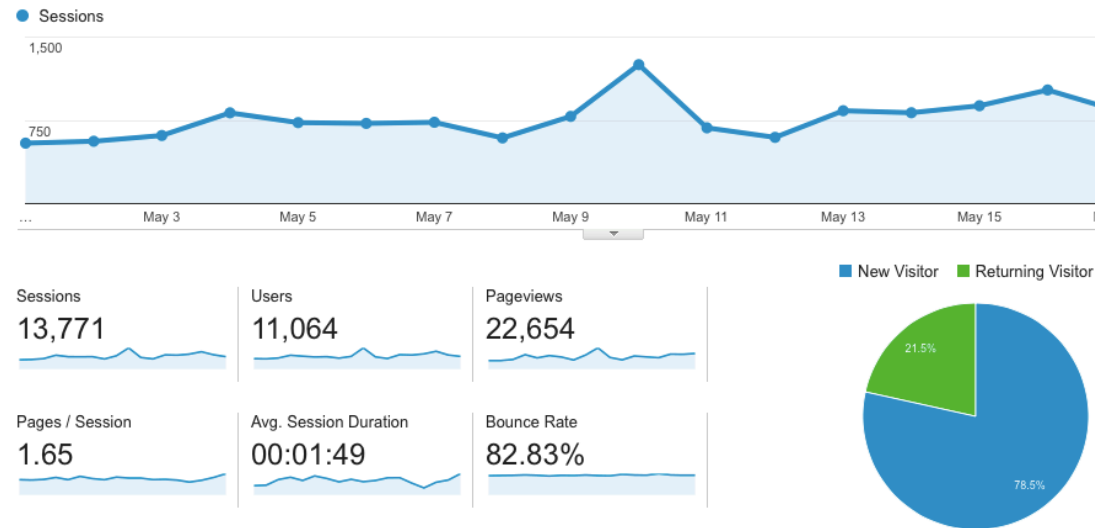 Sessions
1,500
750
... May 3 May 5 May 7 May 9 May 11 May 13 May 15
New Visitor Returning Visitor
Sessions Users Pageviews
13,771 11,064 22,654
21.5%
Pages / Session Avg. Session Duration Bounce Rate
1.65 00:01:49 82.83%
78.5%